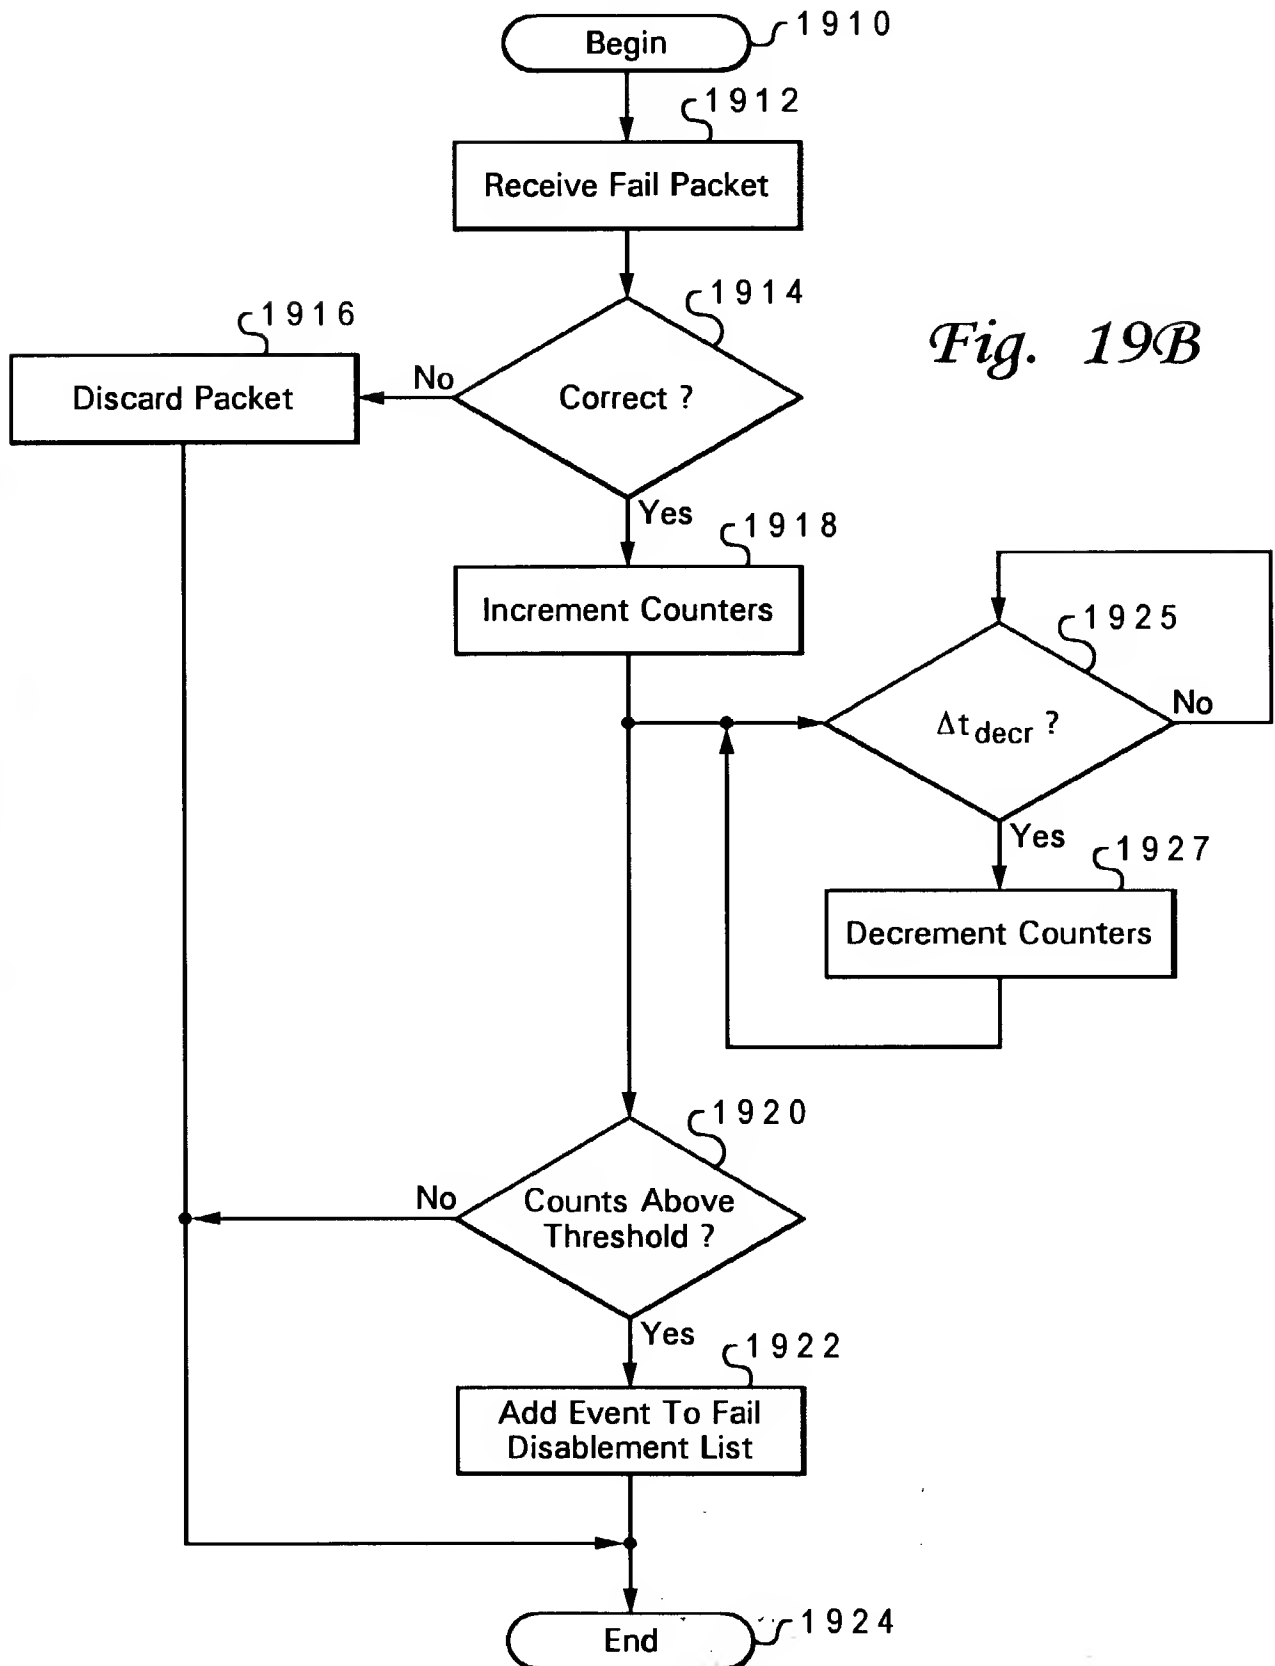 Begin
1910
1912
Receive Fail Packet
1914
1916
Fig. 19B
Discard Packet
No
Correct ?
Yes
1918
Increment Counters
1925
No
Δtdecr ?
Yes
1927
Decrement Counters
1920
No
Counts Above
Threshold ?
Yes
1922
Add Event To Fail
Disablement List
End
1924